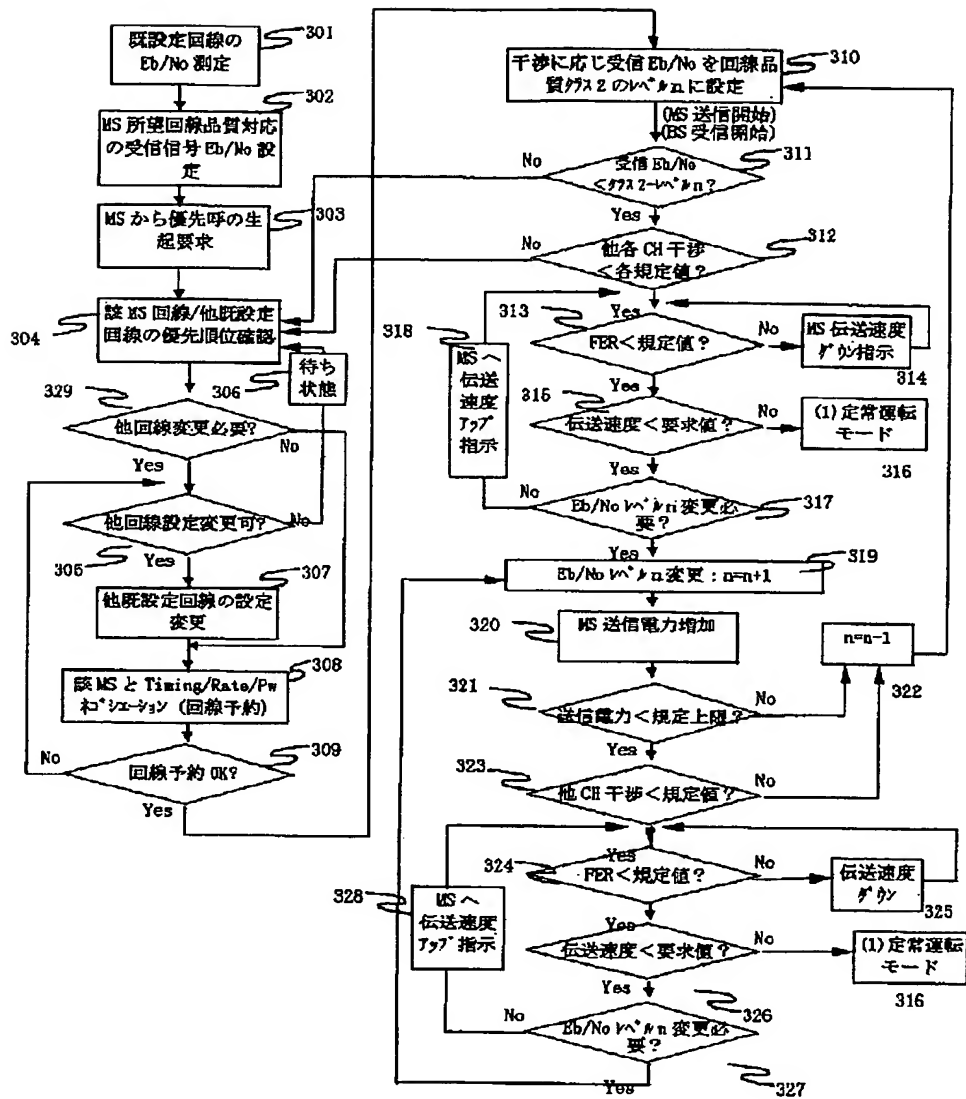 既設定回線の
Eb/No 測定
301
302
MS 所望回線品質対応
の受信信号 Eb/No 設
定
MS から優先呼の生
起要求
303
該 MS 回線/他既設定
回線の優先順位確認
304
306
待ち
状態
329
他回線変更必要?
No
Yes
他回線設定変更可?
No
305
Yes
307
他既設定回線の設定
変更
308
該 MS と Timing/Rate/Pw
ﾈｺﾞｼｴｰション (回線予約)
No
309
回線予約 OK?
Yes
干渉に応じ受信 Eb/No を回線品
質ｸﾗｽ 2 のﾚﾍﾞﾙ n に設定
310
(MS 送信開始)
(BS 受信開始)
No
受信 Eb/No
<ｸﾗｽ 2-ﾚﾍﾞﾙ n?
311
Yes
No
他各 CH 干渉
<各規定値?
312
Yes
313
FER<規定値?
No
MS 伝送速度
ﾀﾞｳﾝ指示
314
318
MS へ
伝送
速度
ｱｯﾌﾟ
指示
Yes
315
伝送速度<要求値?
No
(1)定常運転
モード
316
Yes
No
Eb/No ﾚﾍﾞﾙ n 変更必
要?
317
Yes
319
Eb/No ﾚﾍﾞﾙ n 変更:n=n+1
320
MS 送信電力増加
n=n-1
322
321
送信電力<規定上限?
No
Yes
323
他 CH 干渉<規定値?
No
Yes
324
FER<規定値?
No
伝送速度
ﾀﾞｳﾝ
325
328
MS へ
伝送速度
ｱｯﾌﾟ指示
Yes
伝送速度<要求値?
No
(1)定常運転
モード
316
Yes
326
No
Eb/No ﾚﾍﾞﾙ n 変更必
要?
327
Yes